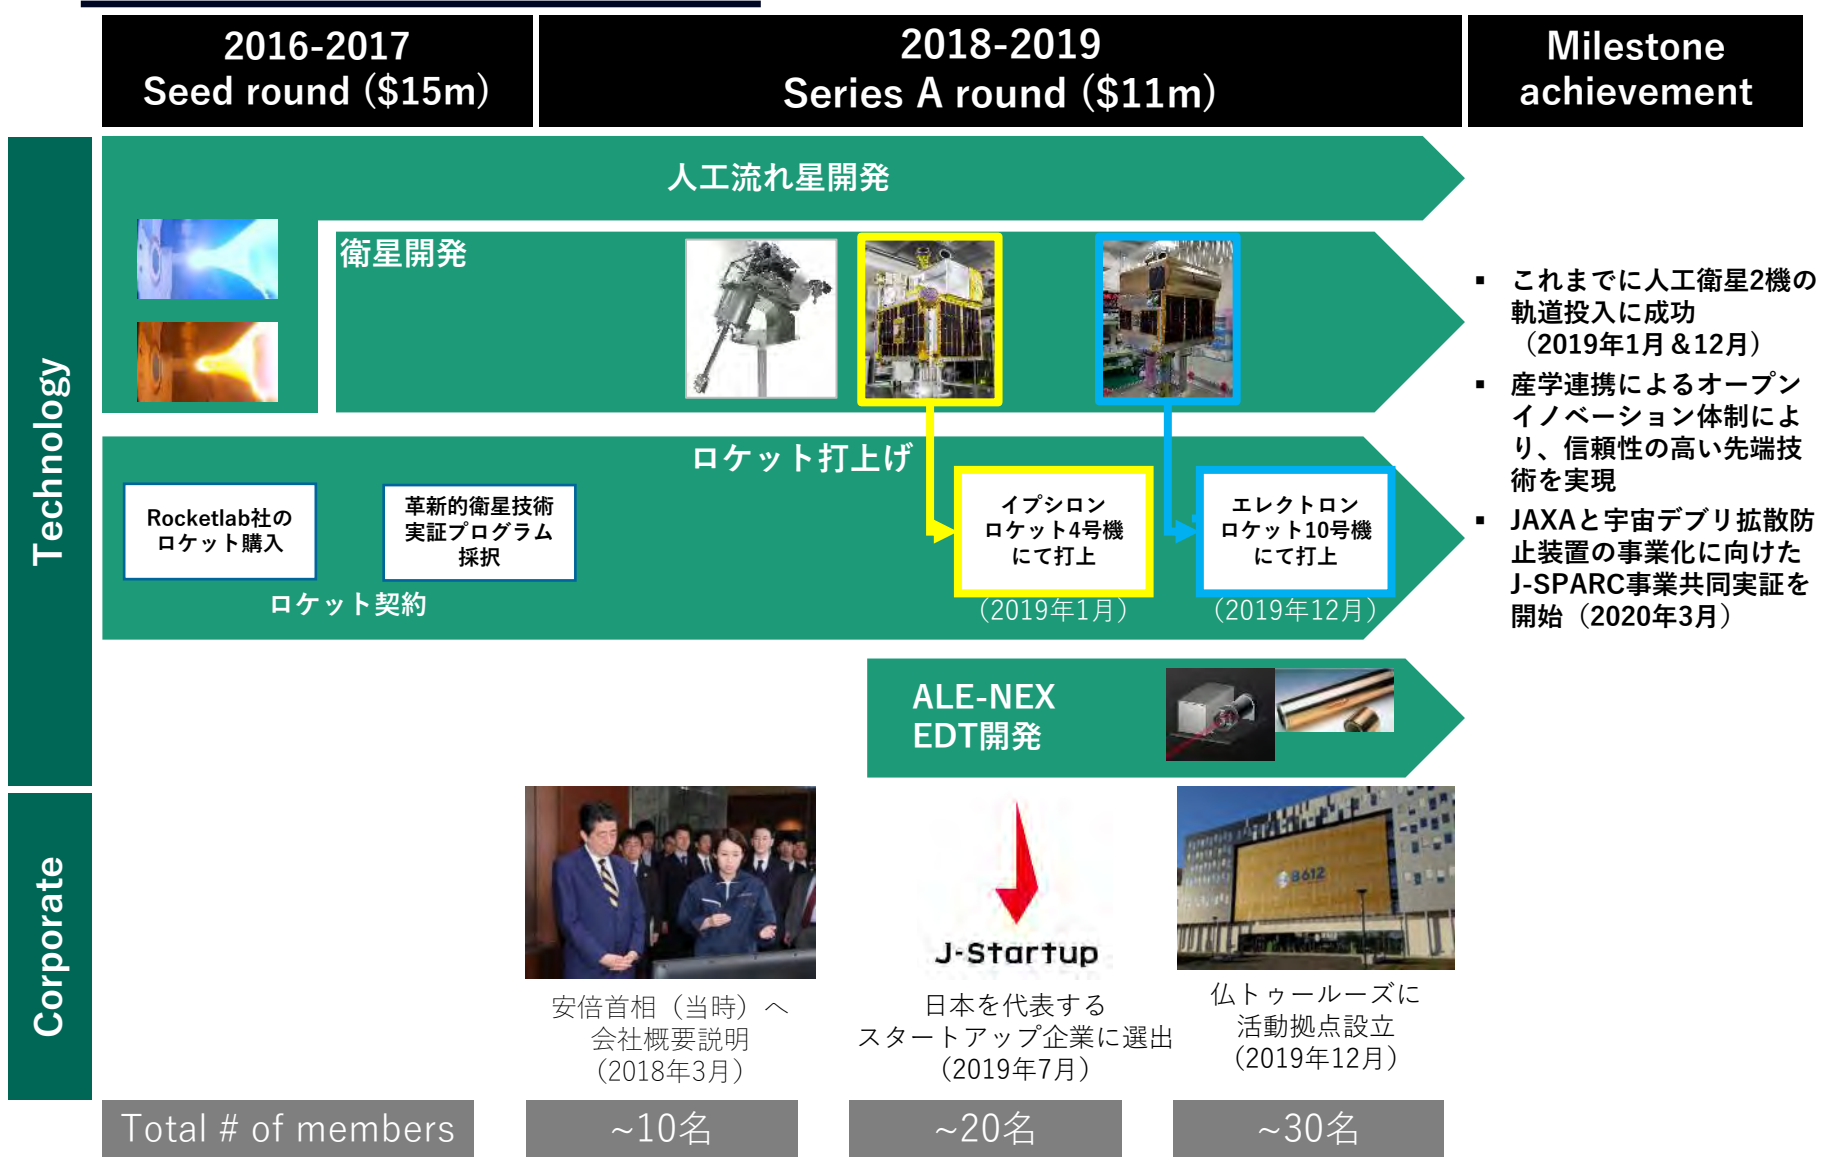 2016-2017
Seed round ($15m)
2018-2019
Series A round ($11m)
Milestone
achievement
Technology
人工流れ星開発
衛星開発
ロケット打上げ
Rocketlab社の
ロケット購入
革新的衛星技術
実証プログラム
採択
ロケット契約
イプシロン
ロケット4号機
にて打上
（2019年1月）
エレクトロン
ロケット10号機
にて打上
（2019年12月）
ALE-NEX
EDT開発
▪ これまでに人工衛星2機の
軌道投入に成功
（2019年1月＆12月）
▪ 産学連携によるオープン
イノベーション体制によ
り、信頼性の高い先端技
術を実現
▪ JAXAと宇宙デブリ拡散防
止装置の事業化に向けた
J-SPARC事業共同実証を
開始（2020年3月）
Corporate
安倍首相（当時）へ
会社概要説明
（2018年3月）
J-Startup
日本を代表する
スタートアップ企業に選出
（2019年7月）
B612
仏トゥールーズに
活動拠点設立
（2019年12月）
Total # of members
~10名
~20名
~30名